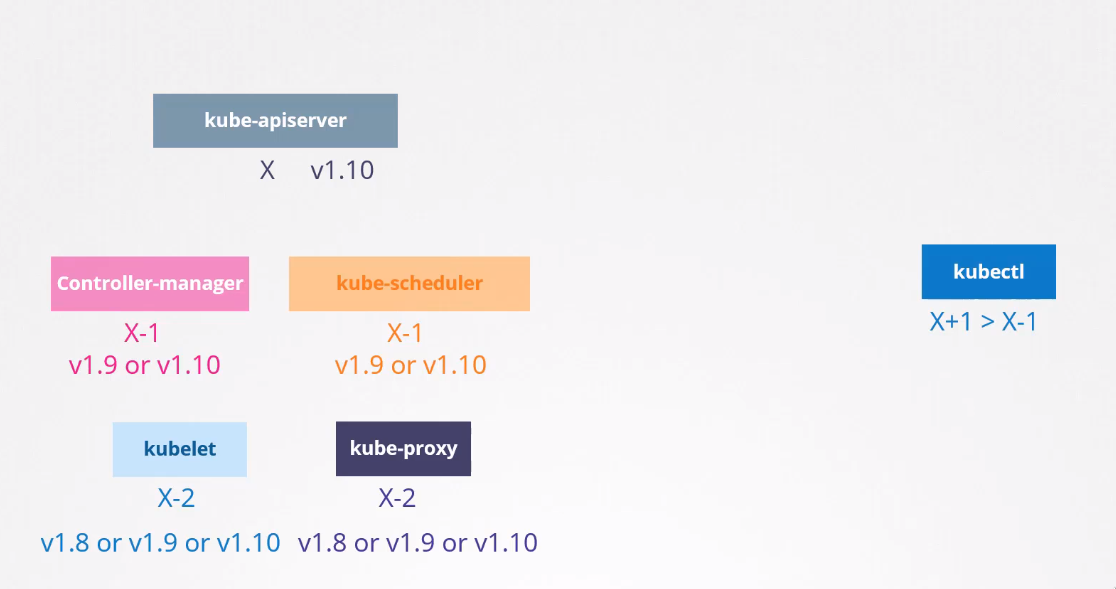 kube-apiserver
X v1.10
Controller-manager
X-1
v1.9 or v1.10
kube-scheduler
X-1
v1.9 or v1.10
kubectl
X+1 > X-1
kubelet
X-2
v1.8 or v1.9 or v1.10
kube-proxy
X-2
v1.8 or v1.9 or v1.10